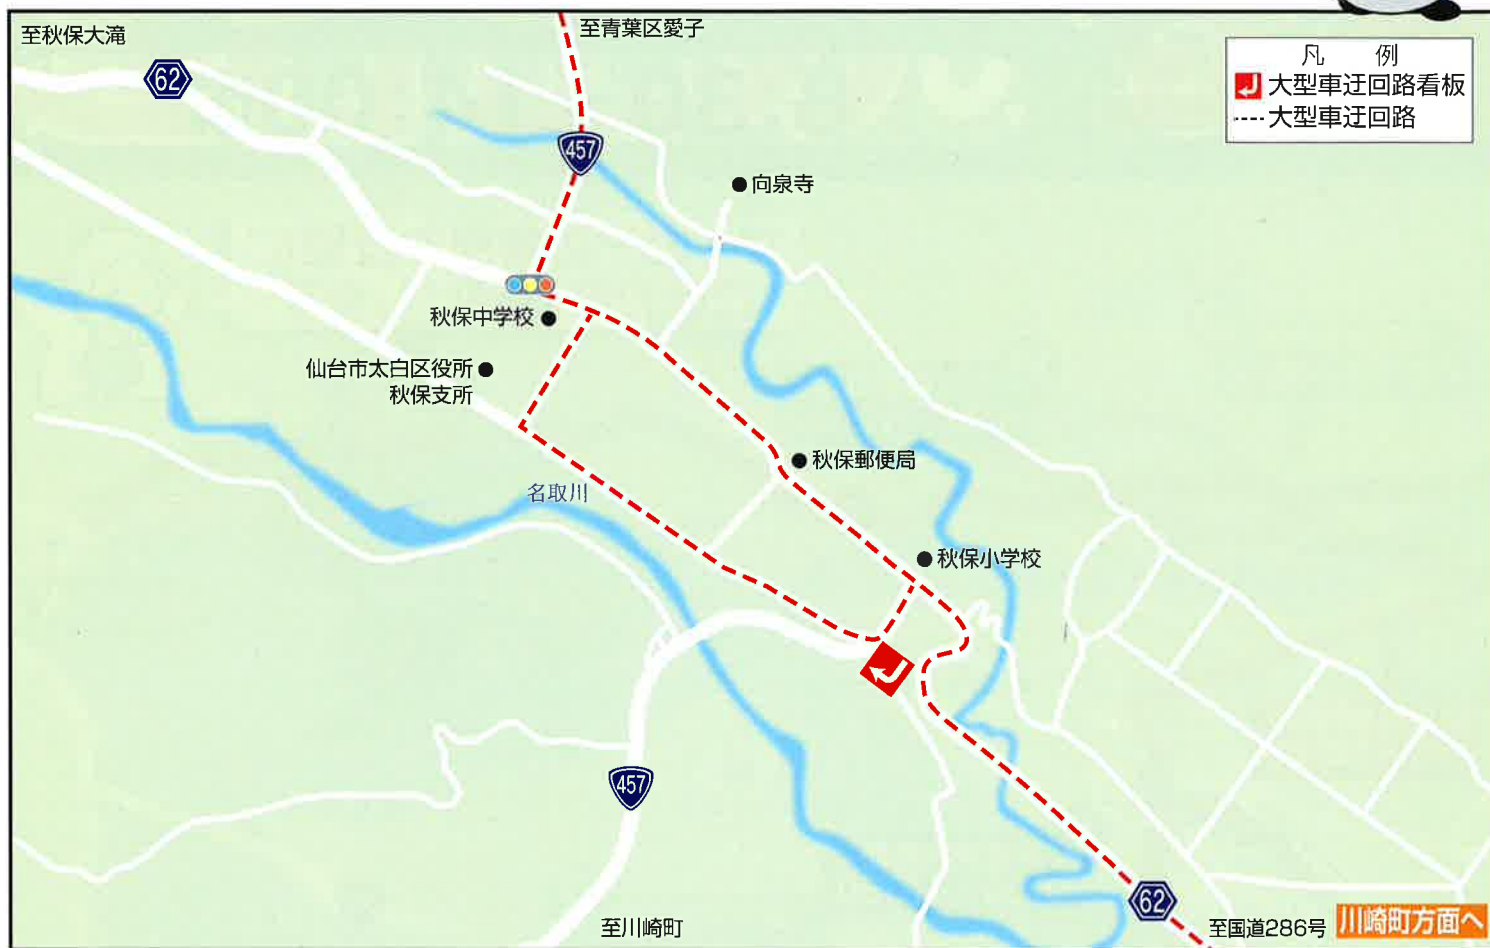 至秋保大滝
至青葉区愛子
凡 例
大型車迂回路看板
大型車迂回路
62
457
向泉寺
秋保中学校
仙台市太白区役所
秋保支所
秋保郵便局
名取川
秋保小学校
457
62
至川崎町
至国道286号
川崎町方面へ